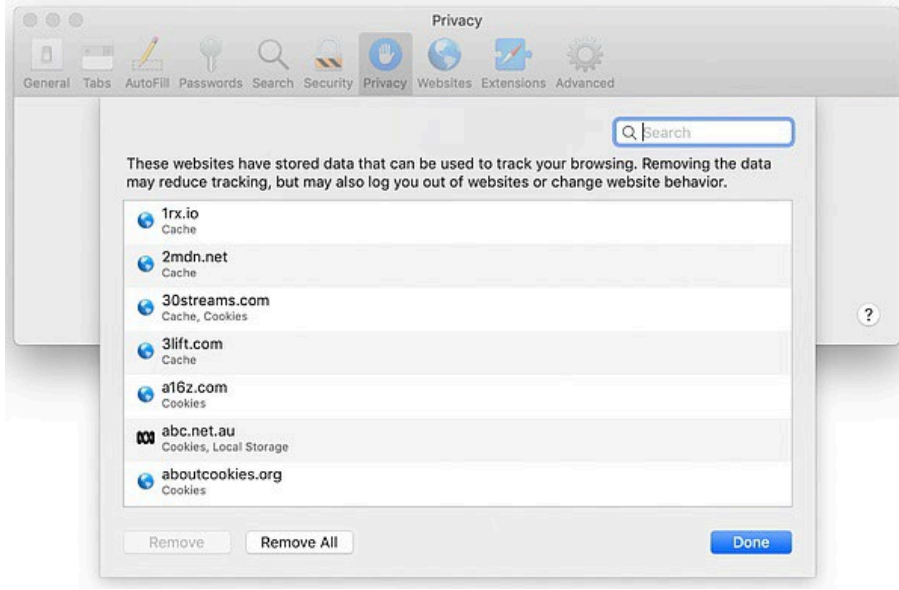 Privacy
General Tabs AutoFill Passwords Search Security Privacy Websites Extensions Advanced
Search
These websites have stored data that can be used to track your browsing. Removing the data
may reduce tracking, but may also log you out of websites or change website behavior.
1rx.io
Cache
2mdn.net
Cache
30streams.com
Cache, Cookies
3lift.com
Cache
a16z.com
Cookies
abc.net.au
Cookies, Local Storage
aboutcookies.org
Cookies
?
Remove Remove All Done